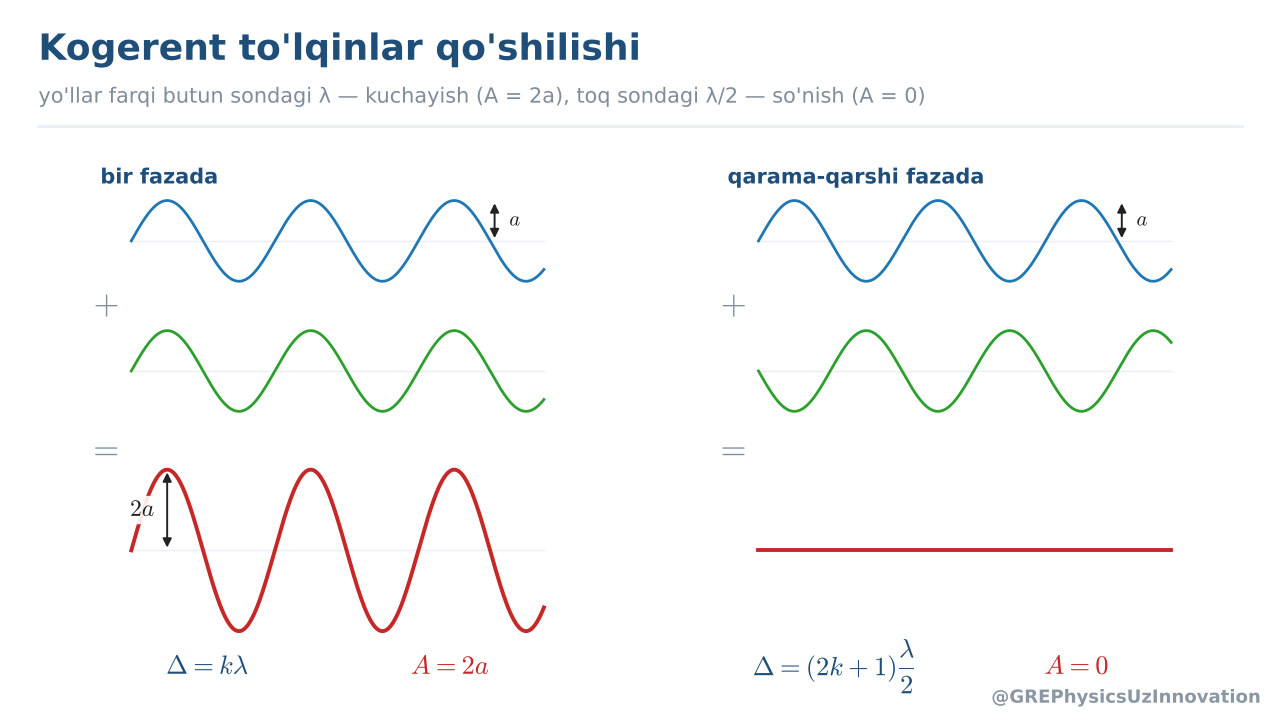 Kogerent to'lqinlar qo'shilishi
yo'llar farqi butun sondagi λ — kuchayish (A = 2a), toq sondagi λ/2 — so'nish (A = 0)
bir fazada
a
+
=
2a
Δ = kλ
A = 2a
qarama-qarshi fazada
a
+
=
Δ = (2k + 1)λ/2
A = 0
@GREPhysicsUzInnovation